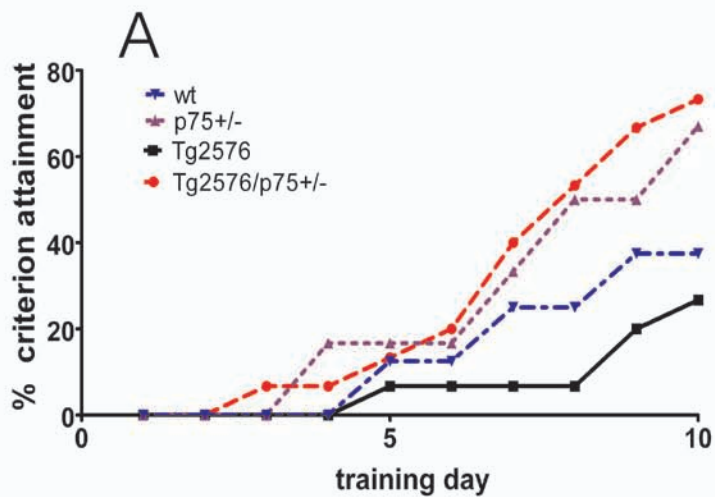 A
80
wt
p75+/-
Tg2576
Tg2576/p75+/-
60
40
20
0
0
5
10
% criterion attainment
training day